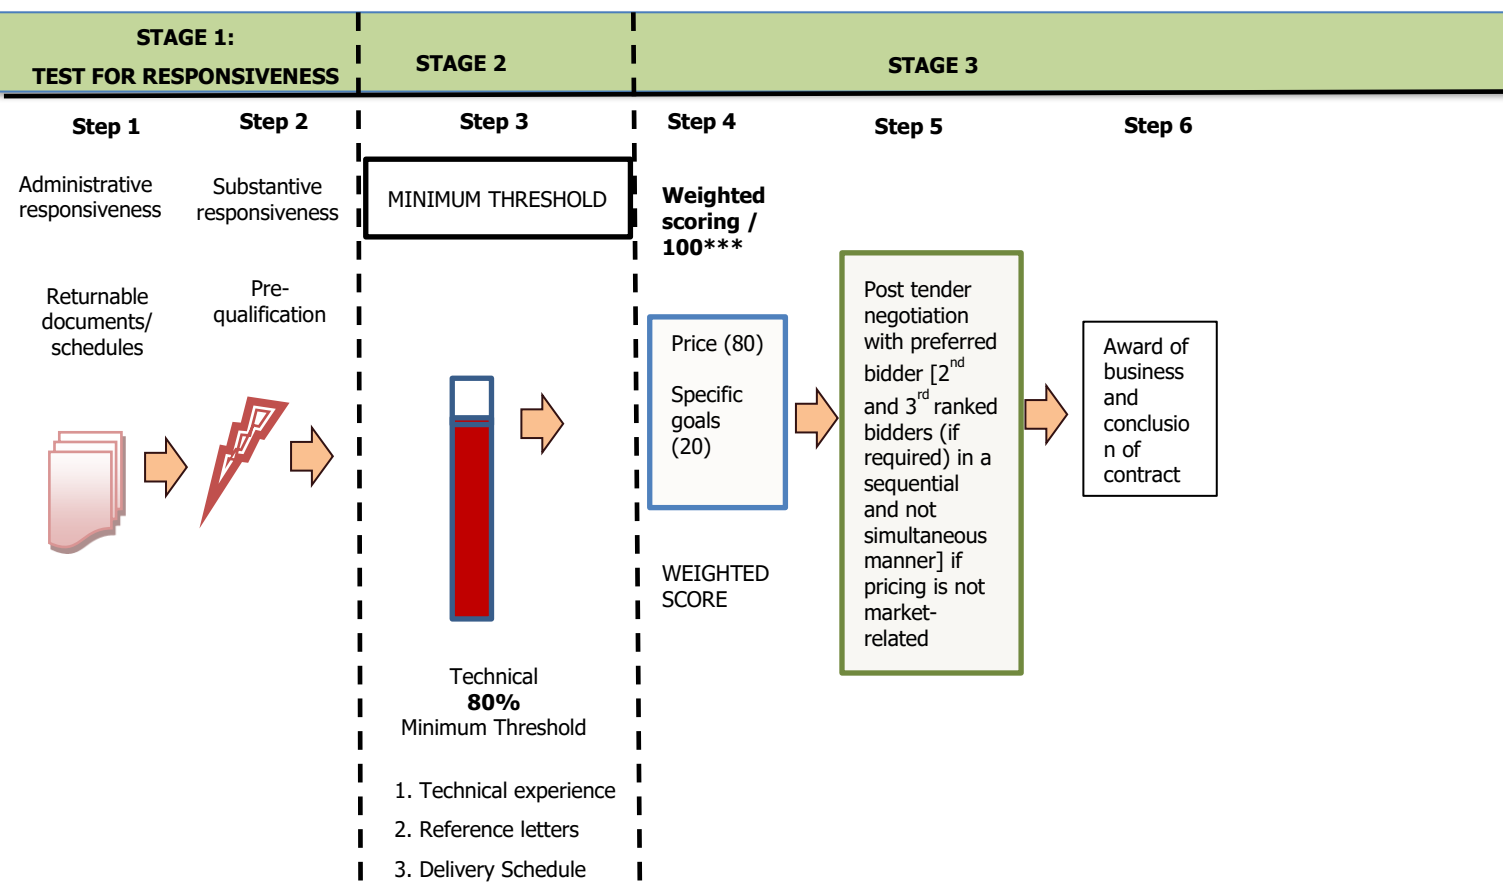 STAGE 1:
TEST FOR RESPONSIVENESS
STAGE 2
STAGE 3
Step 1
Step 2
Step 3
Step 4
Step 5
Step 6
Administrative
responsiveness
Returnable
documents/
schedules
Substantive
responsiveness
Pre-
qualification
MINIMUM THRESHOLD
Technical
80%
Minimum Threshold
1. Technical experience
2. Reference letters
3. Delivery Schedule
Weighted
scoring /
100***
Price (80)
Specific
goals
(20)
WEIGHTED
SCORE
Post tender
negotiation
with preferred
bidder [2nd
and 3rd ranked
bidders (if
required) in a
sequential
and not
simultaneous
manner] if
pricing is not
market-
related
Award of
business
and
conclusio
n of
contract